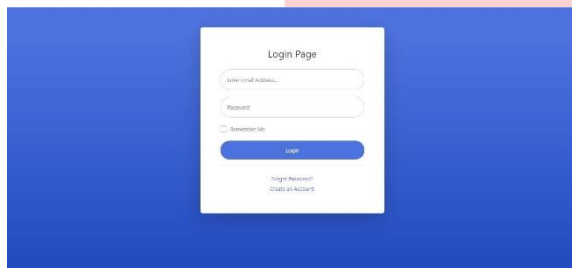 Login Page
Enter Email Address...
Password
Remember Me
Login
Forgot Password?
Create an Account!